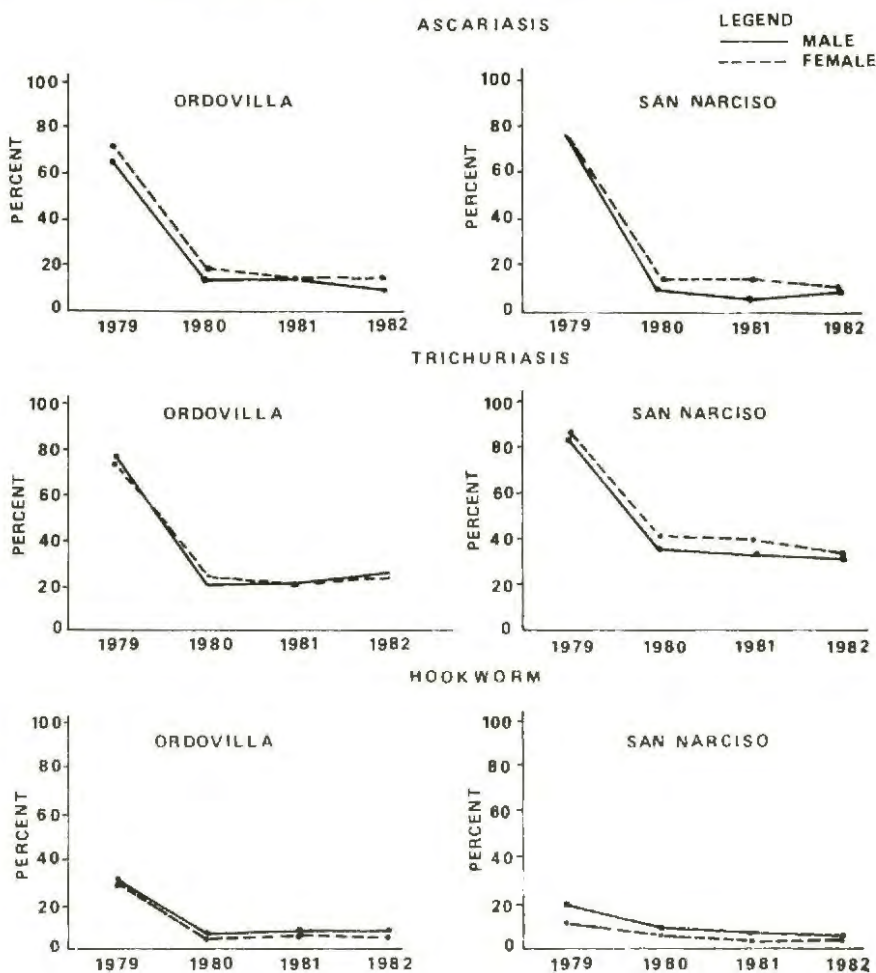 ASCARIASIS
LEGEND
MALE
FEMALE
ORDOVILLA
PERCENT
100
80
60
40
20
0
1979 1980 1981 1982
SAN NARCISO
PERCENT
100
80
60
40
20
0
1979 1980 1981 1982
TRICHURIASIS
ORDOVILLA
PERCENT
100
80
60
40
20
0
1979 1980 1981 1982
SAN NARCISO
PERCENT
100
80
60
40
20
0
1979 1980 1981 1982
HOOKWORM
ORDOVILLA
PERCENT
100
80
60
40
20
0
1979 1980 1981 1982
SAN NARCISO
PERCENT
100
80
60
40
20
0
1979 1980 1981 1982